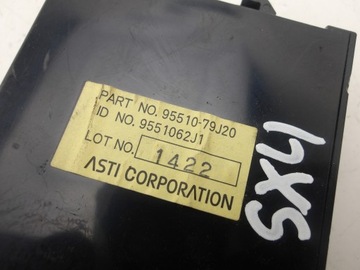 PART NO. 95510-79J20
ID NO. 9551062J1
LOT NO. 1422
ASTI CORPORATION
SX4